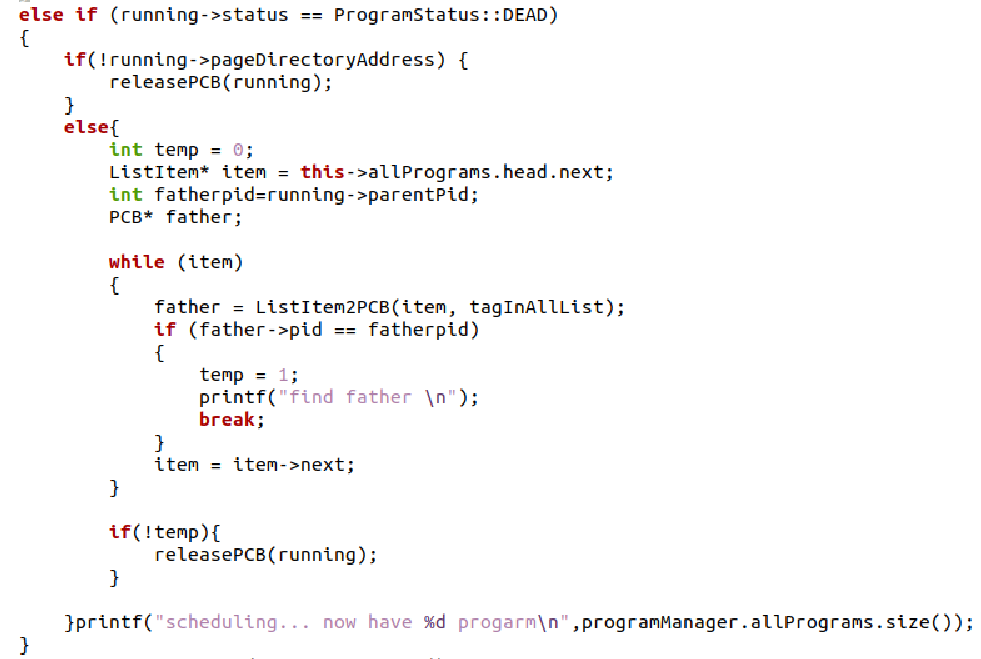 else if (running->status == ProgramStatus::DEAD)
{
    if(!running->pageDirectoryAddress) {
        releasePCB(running);
    }
    else{
        int temp = 0;
        ListItem* item = this->allPrograms.head.next;
        int fatherpid=running->parentPid;
        PCB* father;

        while (item)
        {
            father = ListItem2PCB(item, tagInAllList);
            if (father->pid == fatherpid)
            {
                temp = 1;
                printf("find father \n");
                break;
            }
            item = item->next;
        }

        if(!temp){
            releasePCB(running);
        }

    }printf("scheduling... now have %d progarm\n",programManager.allPrograms.size());
}